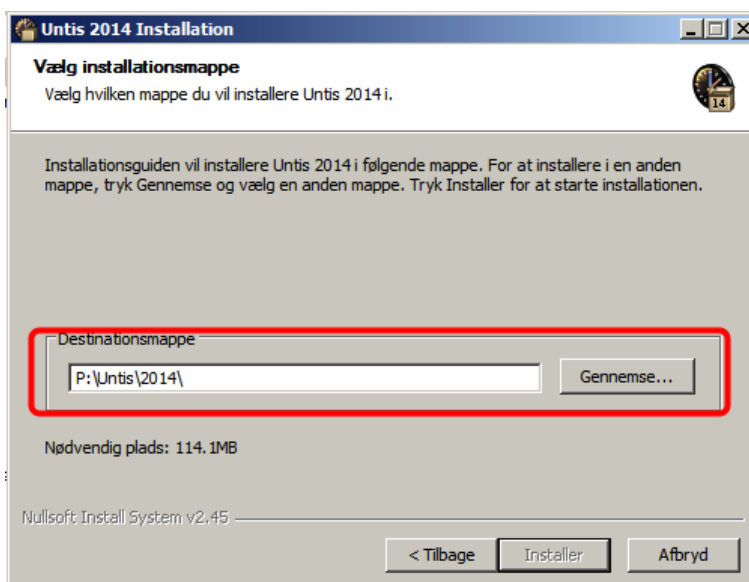 Untis 2014 Installation
Vælg installationsmappe
Vælg hvilken mappe du vil installere Untis 2014 i.
14
Installationsguiden vil installere Untis 2014 i følgende mappe. For at installere i en anden
mappe, tryk Gennemse og vælg en anden mappe. Tryk Installer for at starte installationen.
Destinationsmappe
P:\Untis\2014\
Gennemse...
Nødvendig plads: 114.1MB
Nullsoft Install System v2.45
< Tilbage
Installer
Afbryd